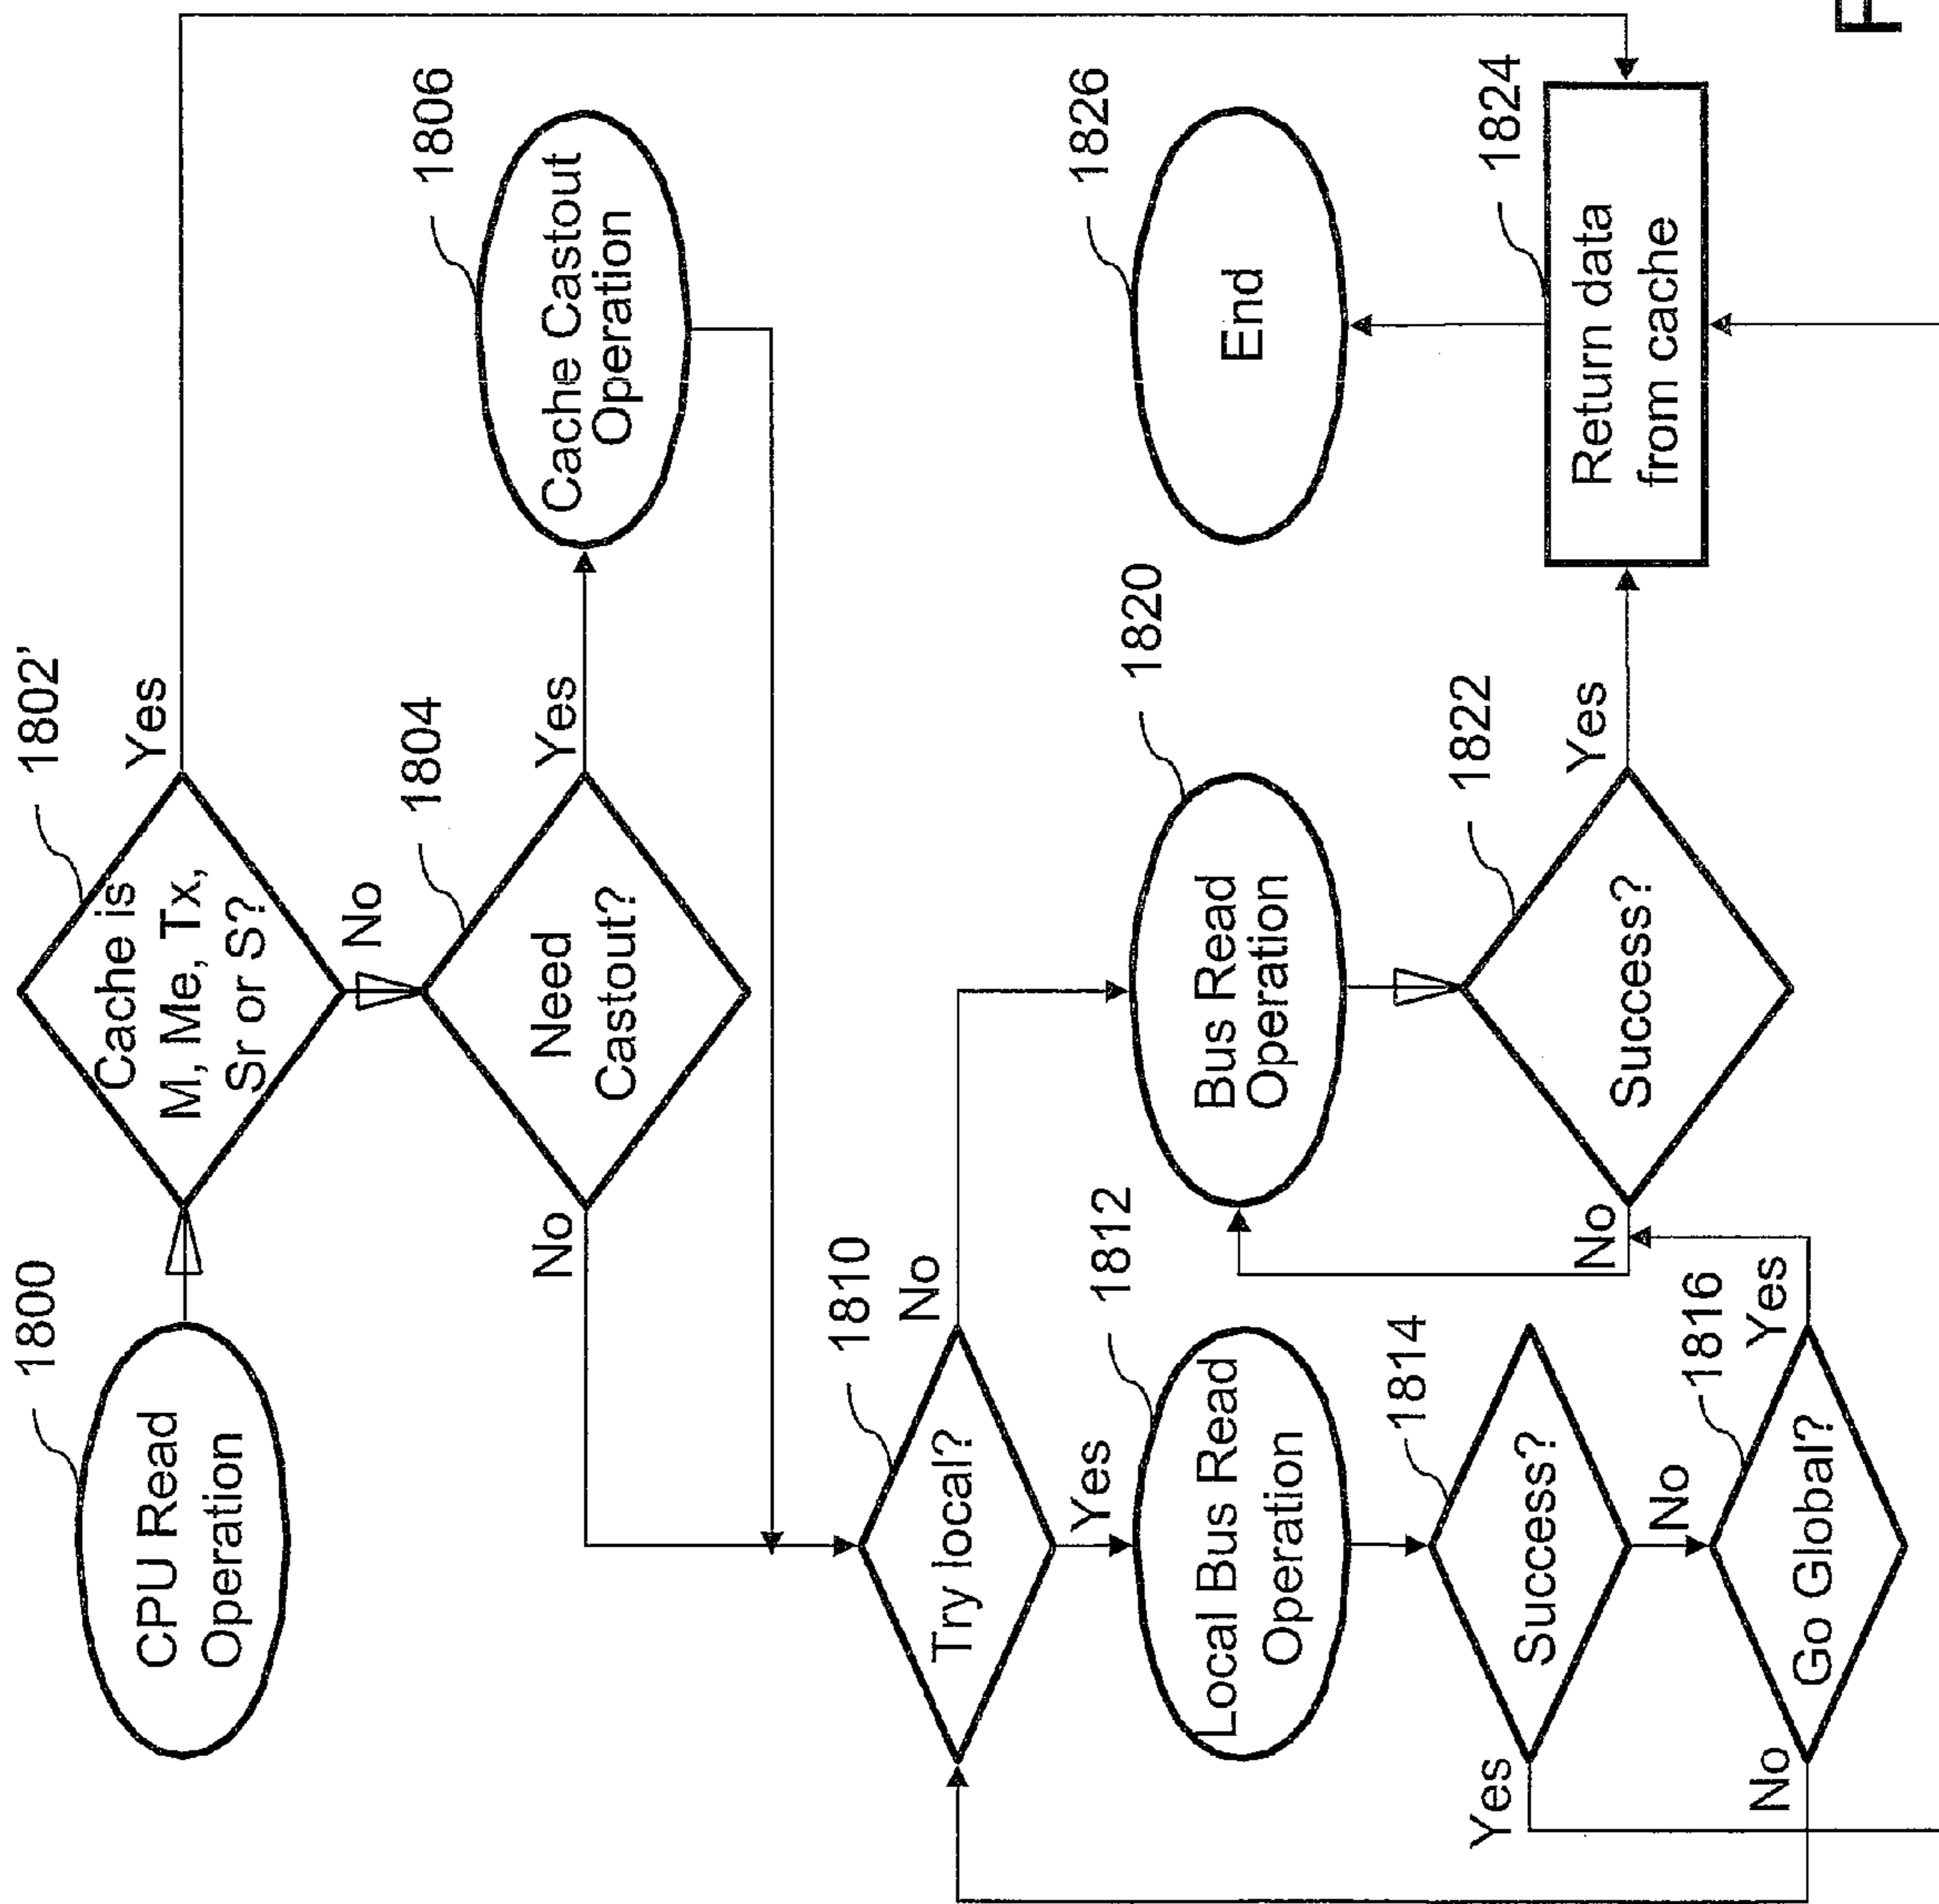 1800
CPU Read
Operation
1802'
Cache is
M, Me, Tx,
Sr or S?
Yes
No
1804
Need
Castout?
Yes
No
1806
Cache Castout
Operation
1810
Try local?
No
Yes
1812
Local Bus Read
Operation
1814
Success?
Yes
No
1816
Go Global?
Yes
No
1820
Bus Read
Operation
1822
Success?
Yes
No
1824
Return data
from cache
1826
End